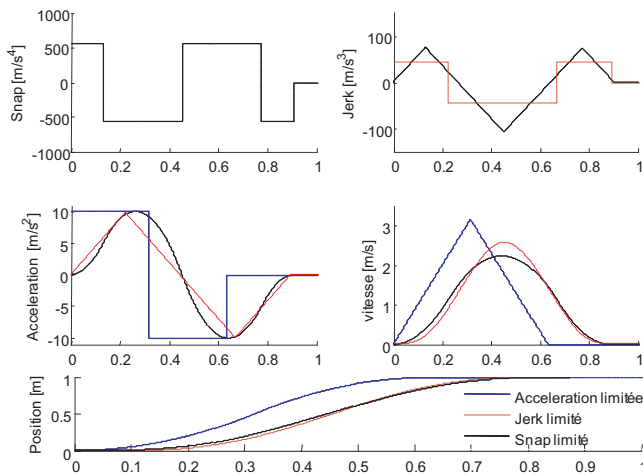 1000
500
0
-500
-1000
Snap [m/s4]
0 0.2 0.4 0.6 0.8 1
100
0
-100
Jerk [m/s3]
0 0.2 0.4 0.6 0.8 1
10
5
0
-5
-10
Acceleration [m/s2]
0 0.2 0.4 0.6 0.8 1
3
2
1
0
vitesse [m/s]
0 0.2 0.4 0.6 0.8 1
1
0.5
0
Position [m]
Acceleration limitée
Jerk limité
Snap limité
0 0.1 0.2 0.3 0.4 0.5 0.6 0.7 0.8 0.9 1